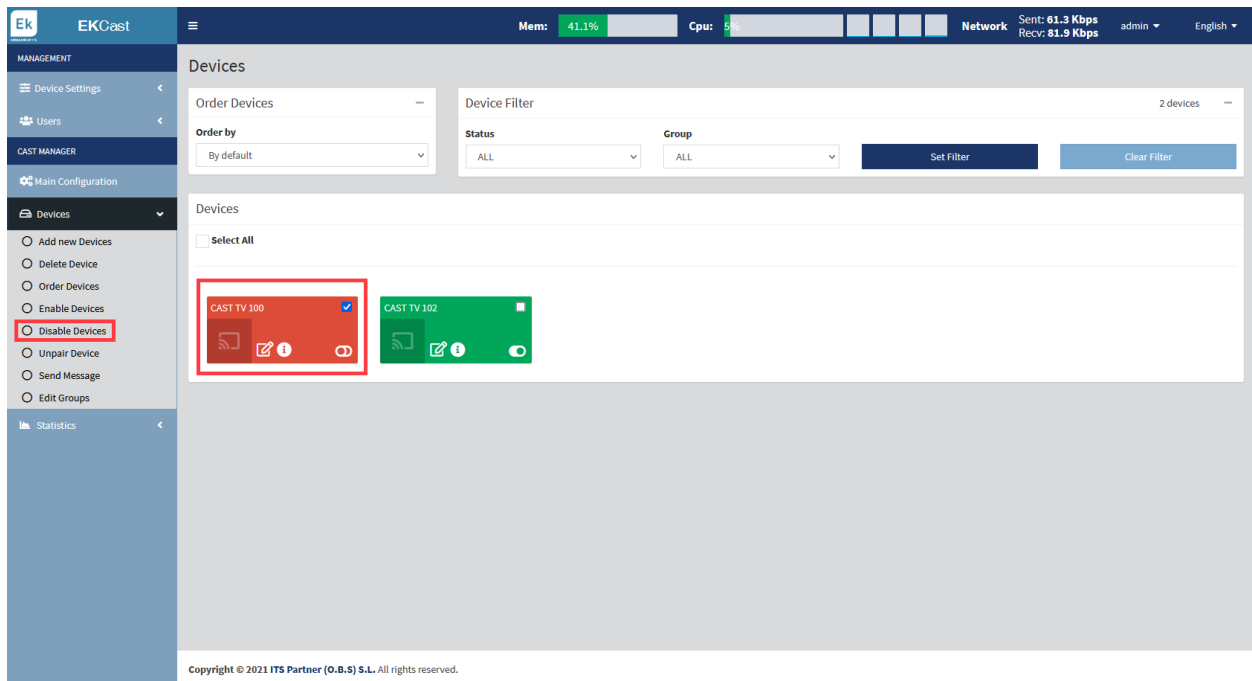 Ek
EKCast
Mem: 41.1%
Cpu: 5%
Network
Sent: 61.3 Kbps
Recv: 81.9 Kbps
admin
English
MANAGEMENT
Device Settings
Users
CAST MANAGER
Main Configuration
Devices
Add new Devices
Delete Device
Order Devices
Enable Devices
Disable Devices
Unpair Device
Send Message
Edit Groups
Statistics
Devices
Order Devices
Order by
By default
Device Filter
2 devices
Status
Group
ALL
ALL
Set Filter
Clear Filter
Devices
Select All
CAST TV 100
CAST TV 102
Copyright © 2021 ITS Partner (O.B.S) S.L. All rights reserved.